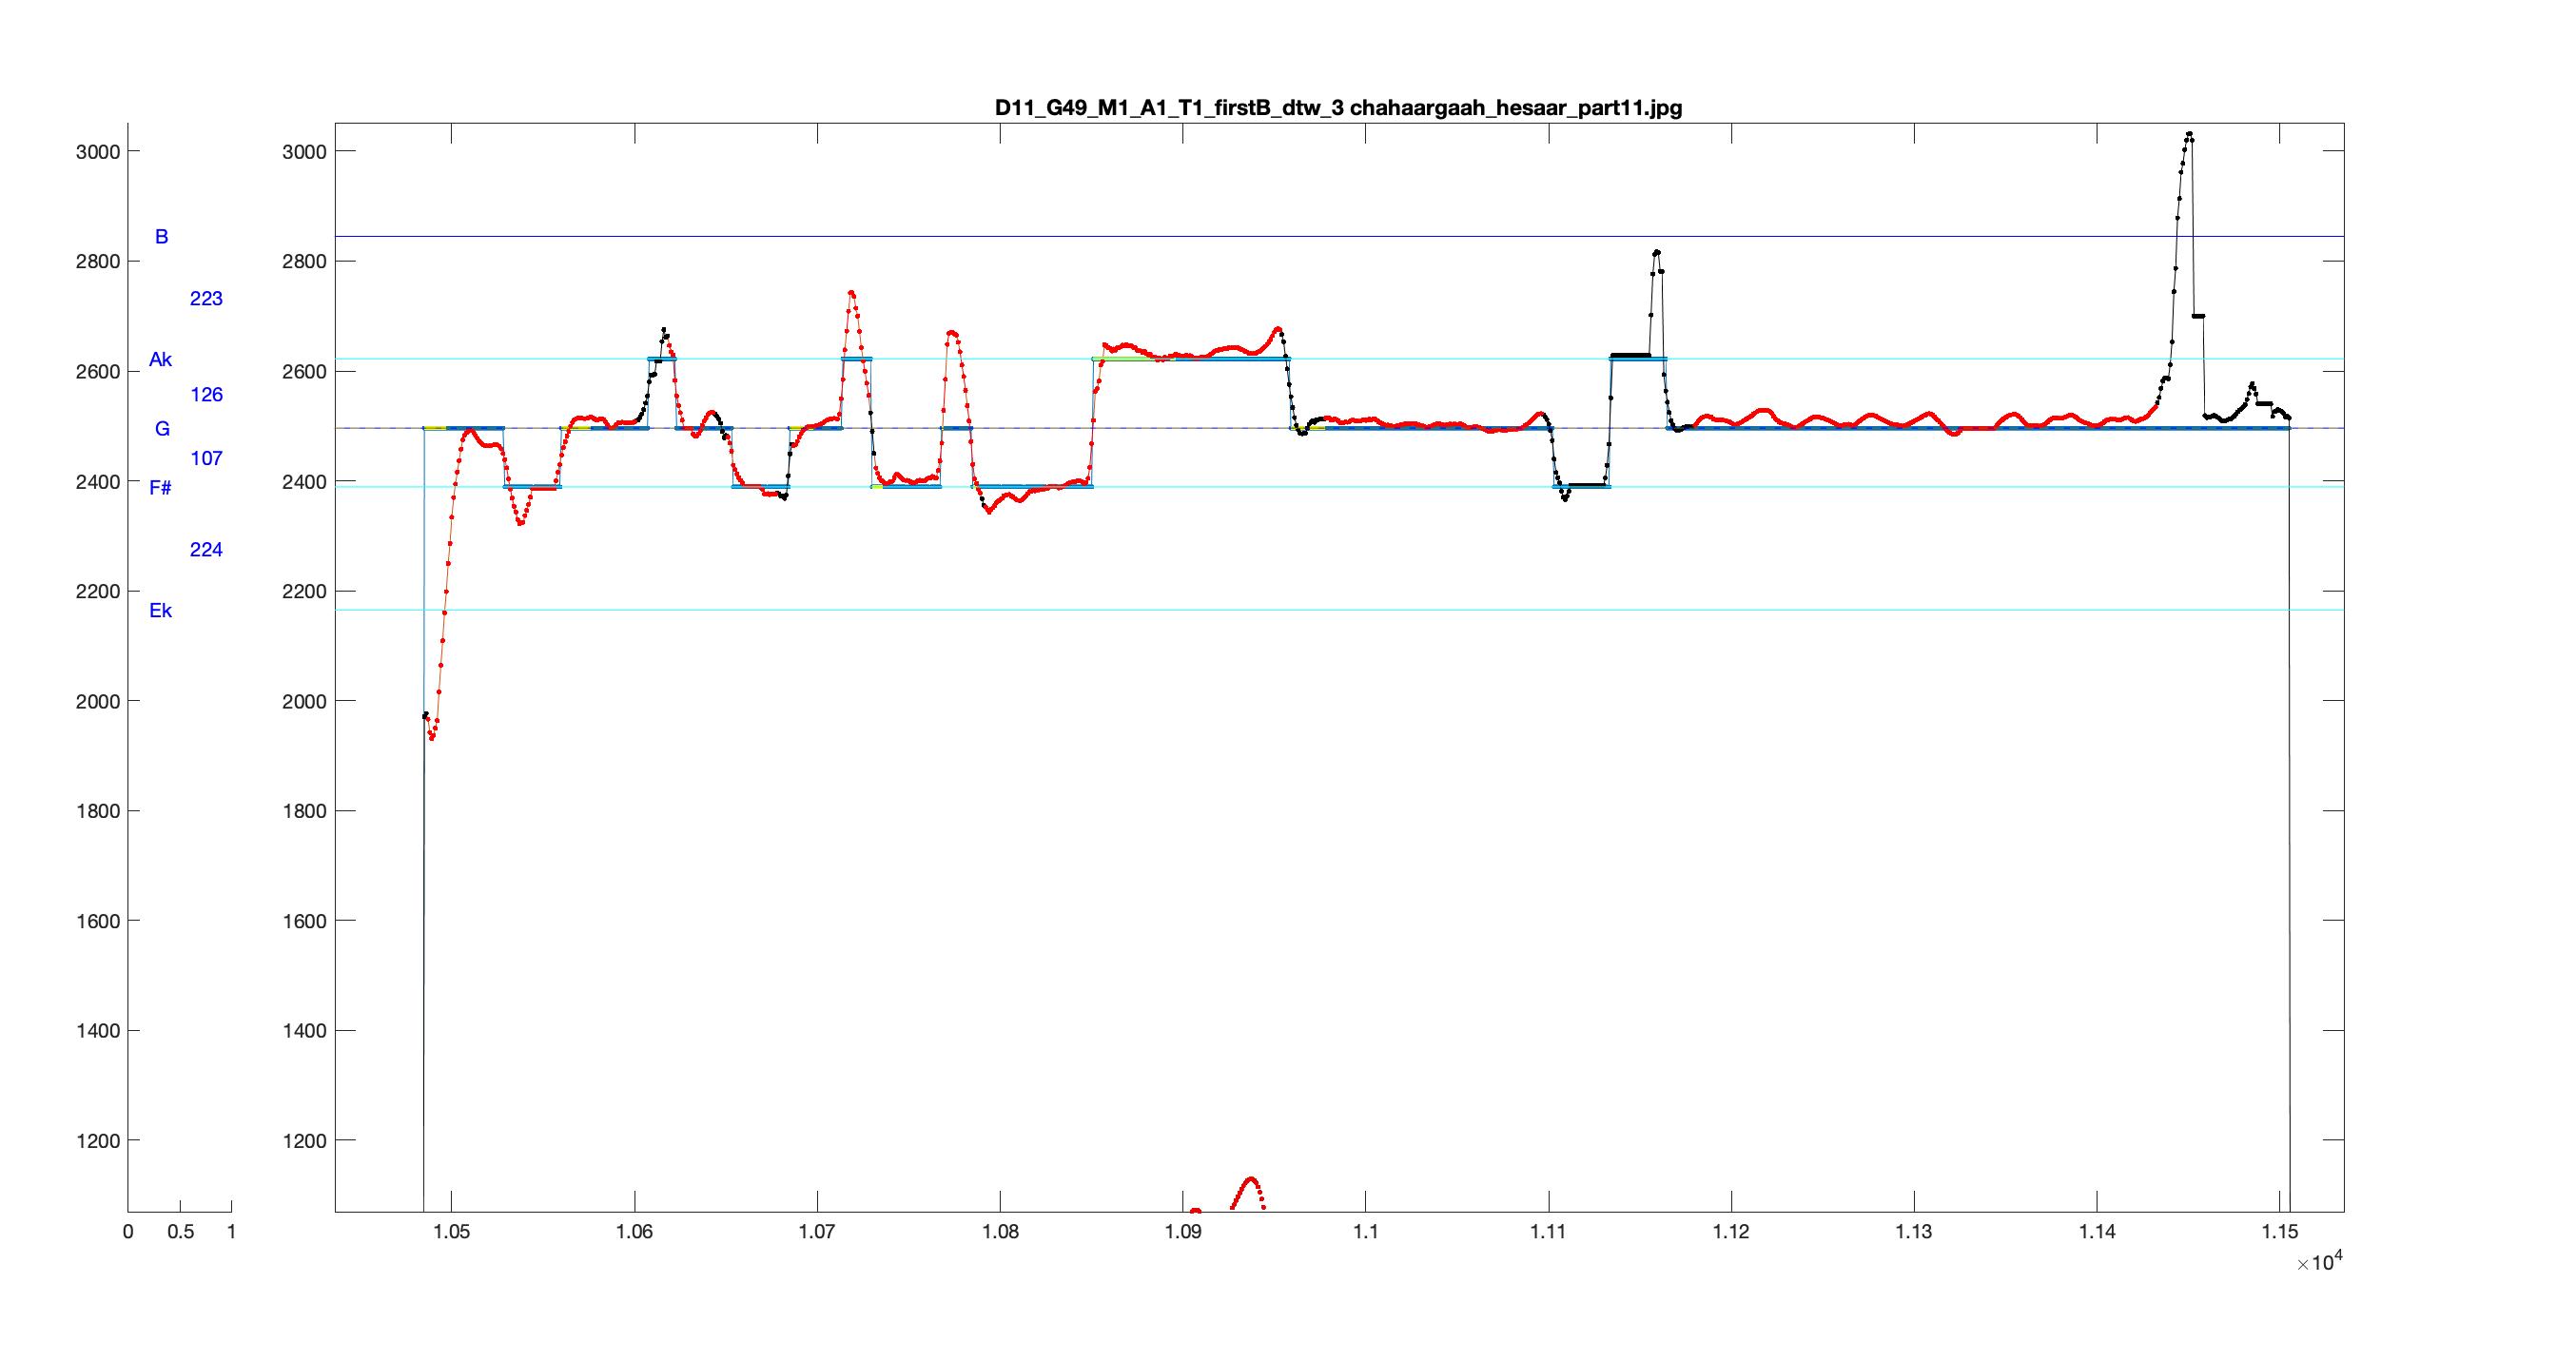 D11_G49_M1_A1_T1_firstB_dtw_3 chahaargaah_hesaar_part11.jpg
3000 3000
B
2800 2800
223
Ak
2600 2600
126
G
107
2400 F# 2400
224
2200 2200
Ek
2000 2000
1800 1800
1600 1600
1400 1400
1200 1200
0 0.5 1 1.05 1.06 1.07 1.08 1.09 1.1 1.11 1.12 1.13 1.14 1.15
×10⁴